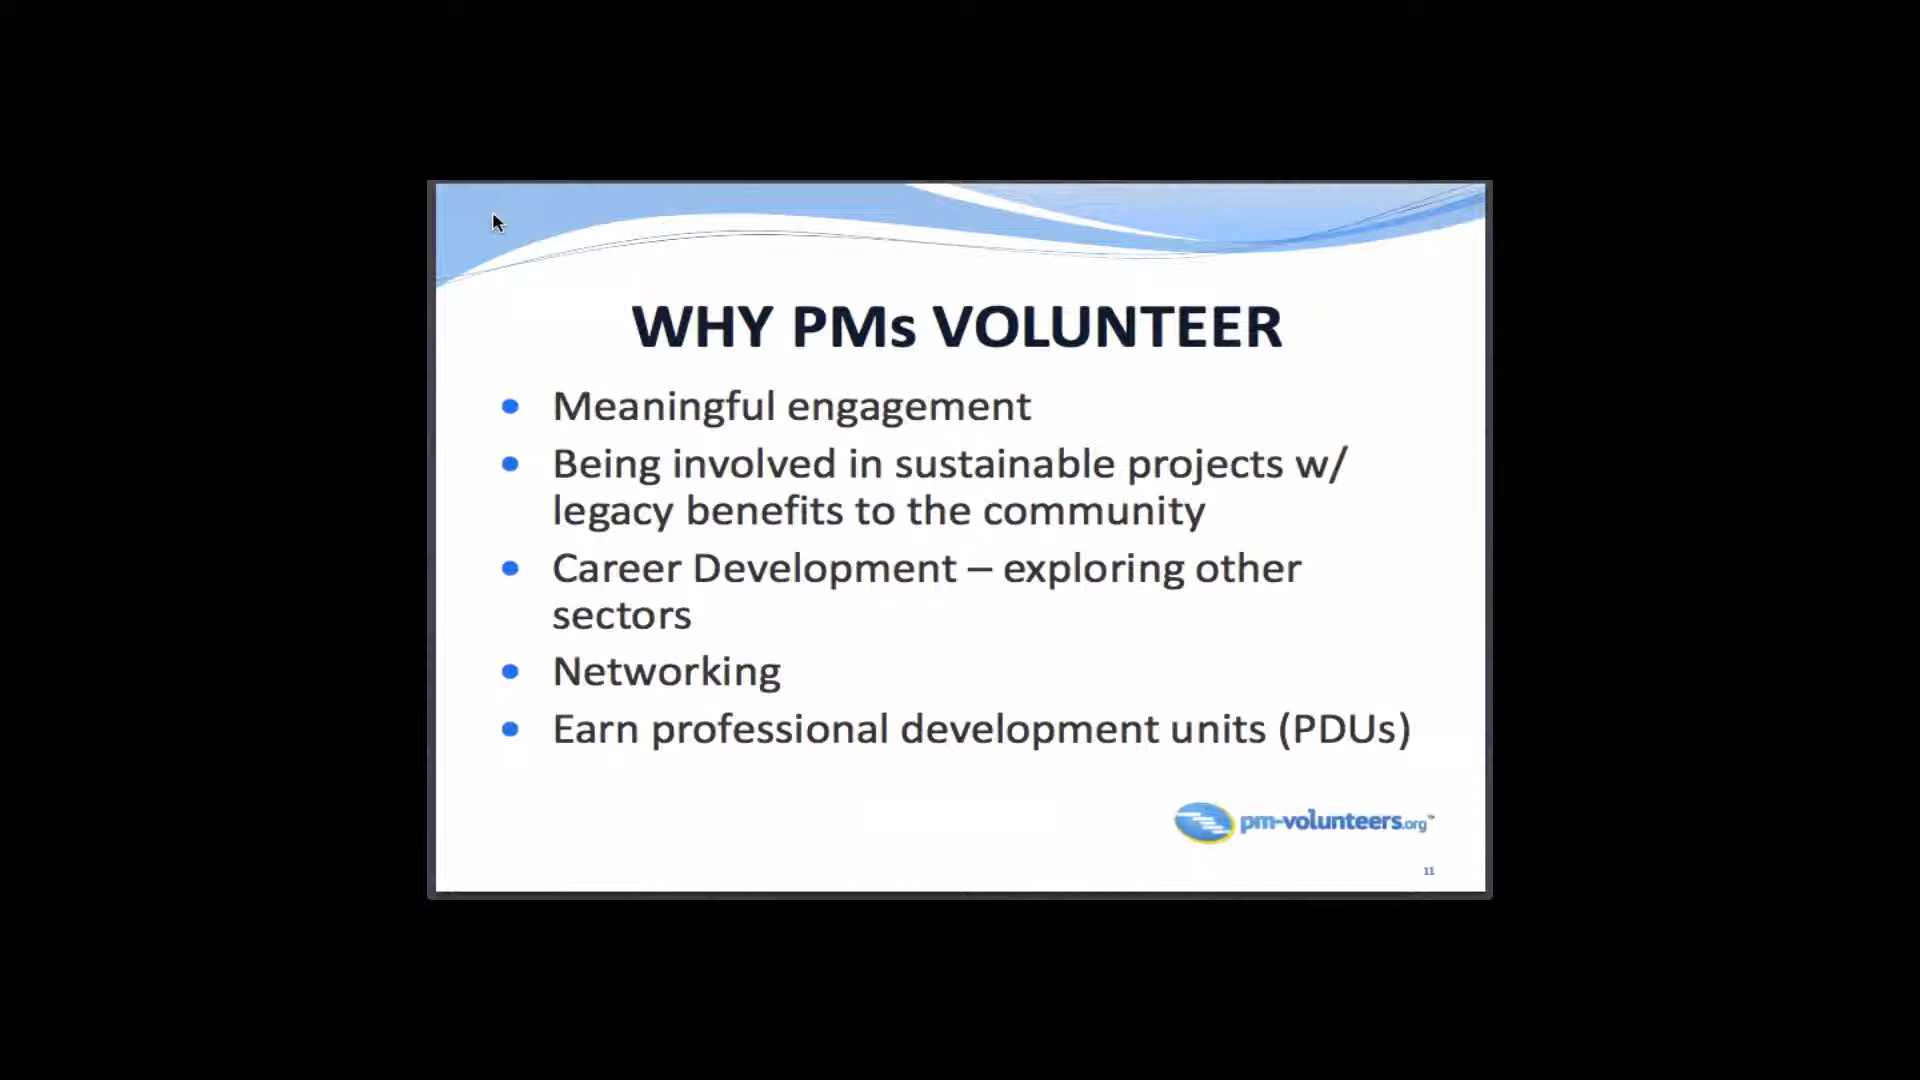 WHY PMs VOLUNTEER
• Meaningful engagement
• Being involved in sustainable projects w/
legacy benefits to the community
• Career Development – exploring other
sectors
• Networking
• Earn professional development units (PDUs)
pm-volunteers.org™
11